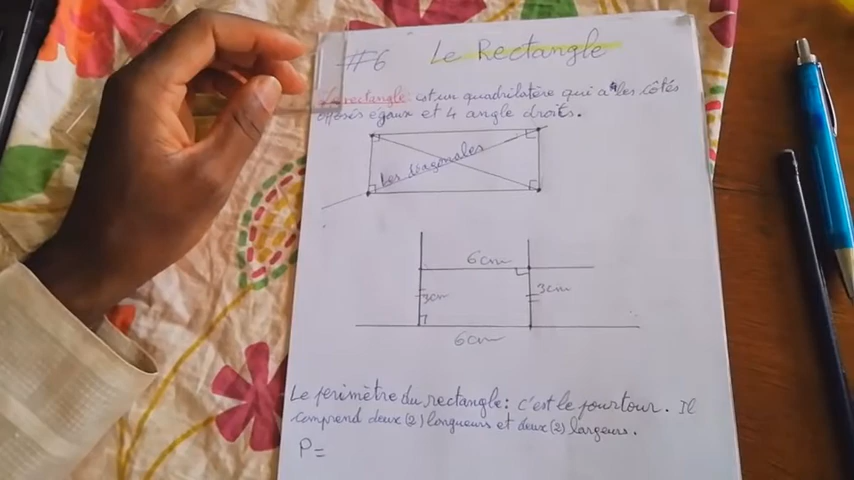 #6 Le Rectangle
Le rectangle: est un quadrilatère qui a les côtés
opposés egaux et 4 angle droits.
Les diagonales
6cm
3cm
3cm
6cm
Le périmètre du rectangle: c'est le pourtour. Il
comprend deux (2) longueurs et deux (2) largeurs.
P=